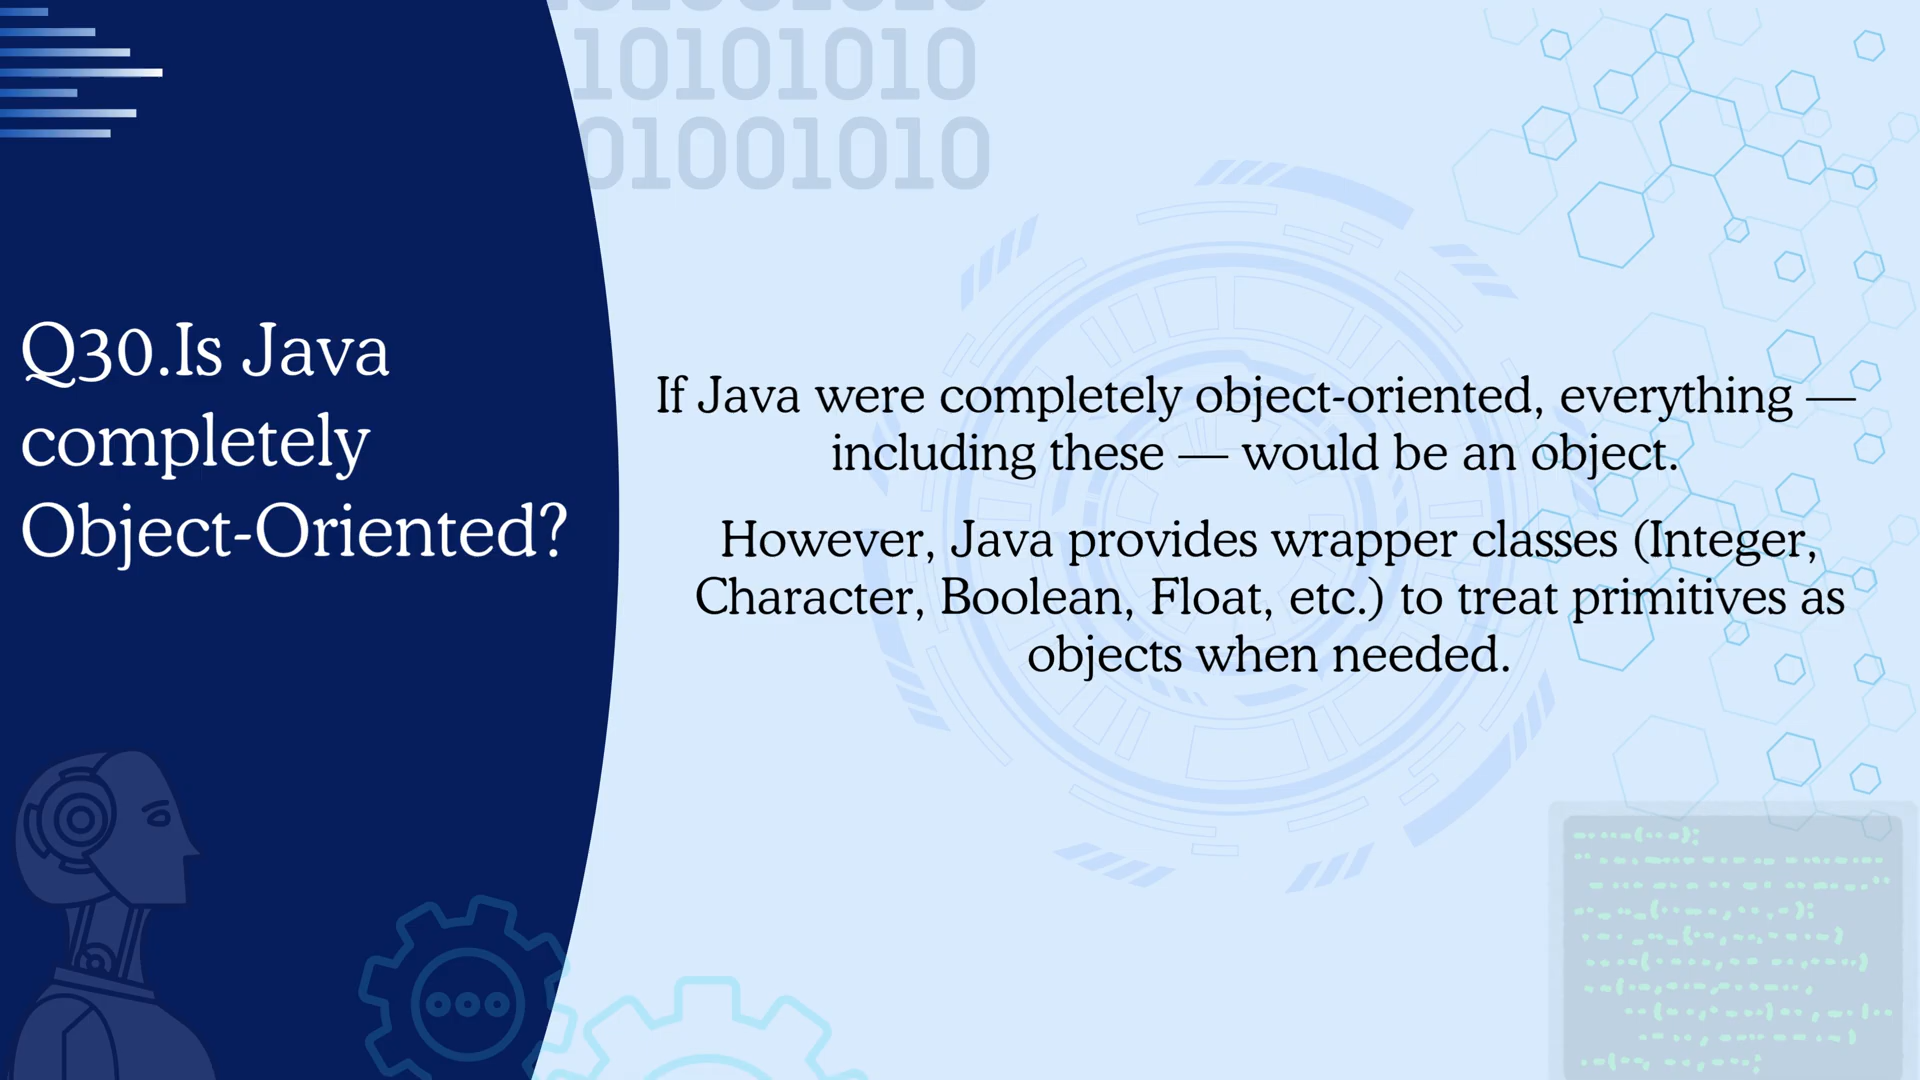 10101010
01001010
Q30.Is Java
completely
Object-Oriented?
If Java were completely object-oriented, everything —
including these — would be an object.
However, Java provides wrapper classes (Integer,
Character, Boolean, Float, etc.) to treat primitives as
objects when needed.